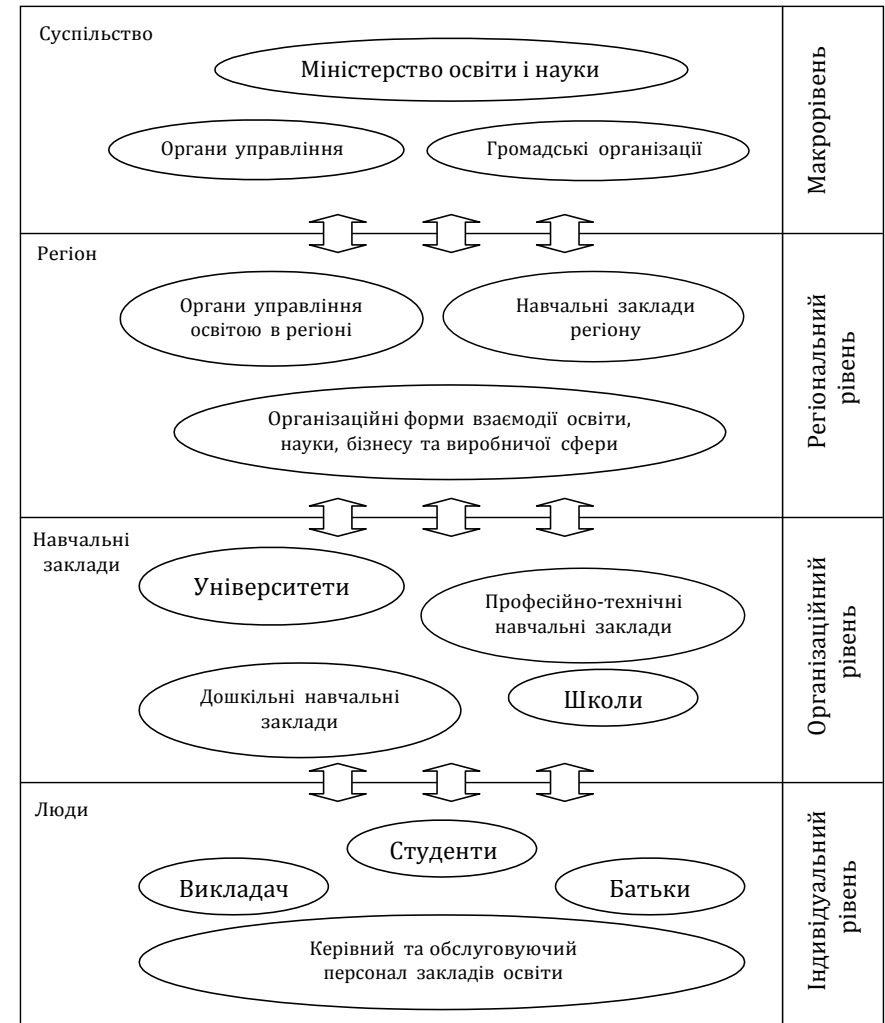 Суспільство
Міністерство освіти і науки
Органи управління
Громадські організації
Макрорівень
Регіон
Органи управління
освітою в регіоні
Навчальні заклади
регіону
Організаційні форми взаємодії освіти,
науки, бізнесу та виробничої сфери
Регіональний
рівень
Навчальні
заклади
Університети
Професійно-технічні
навчальні заклади
Дошкільні навчальні
заклади
Школи
Організаційний
рівень
Люди
Студенти
Викладач
Батьки
Керівний та обслуговуючий
персонал закладів освіти
Індивідуальний
рівень